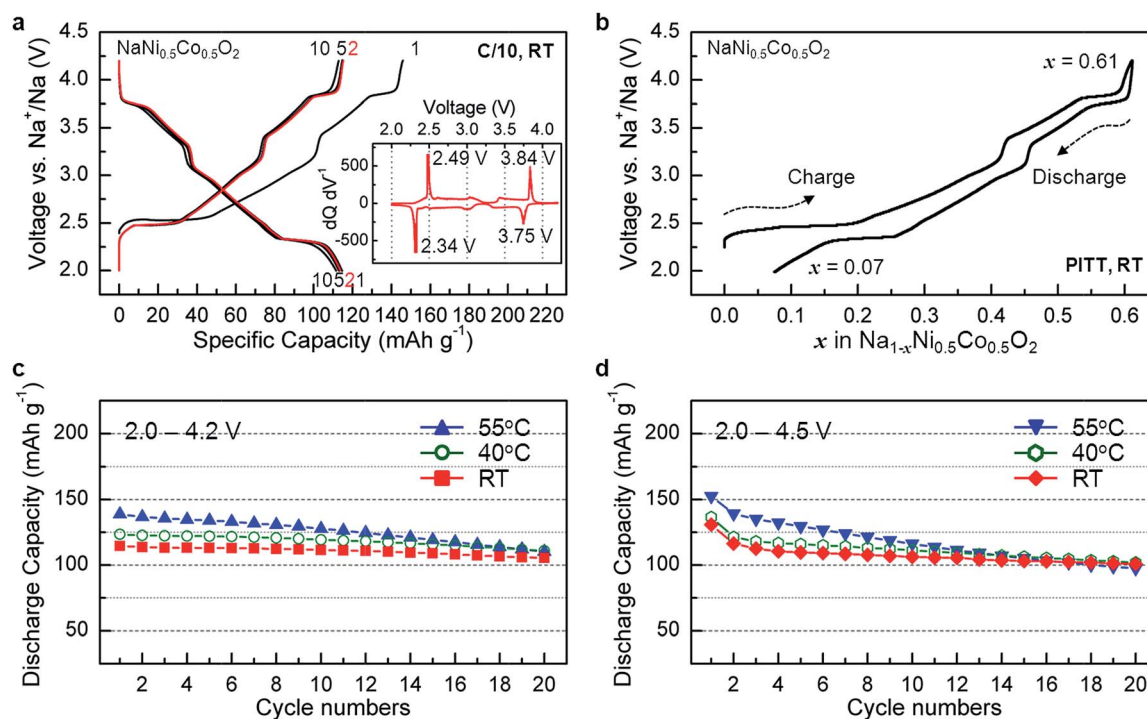 a
NaNi0.5Co0.5O2
10 5 2
1
C/10, RT
Voltage vs. Na+/Na (V)
4.5
4.0
3.5
3.0
2.5
2.0
Voltage (V)
2.0 2.5 3.0 3.5 4.0
dQ dV-1
500
0
-500
2.49 V
3.84 V
2.34 V
3.75 V
10521
0 20 40 60 80 100 120 140 160 180 200 220
Specific Capacity (mAh g-1)
b
NaNi0.5Co0.5O2
x = 0.61
Voltage vs. Na+/Na (V)
4.5
4.0
3.5
3.0
2.5
2.0
Charge
Discharge
x = 0.07
PITT, RT
0.0 0.1 0.2 0.3 0.4 0.5 0.6
x in Na1-xNi0.5Co0.5O2
c
2.0 – 4.2 V
55oC
40oC
RT
Discharge Capacity (mAh g-1)
200
150
100
50
2 4 6 8 10 12 14 16 18 20
Cycle numbers
d
2.0 – 4.5 V
55oC
40oC
RT
Discharge Capacity (mAh g-1)
200
150
100
50
2 4 6 8 10 12 14 16 18 20
Cycle numbers